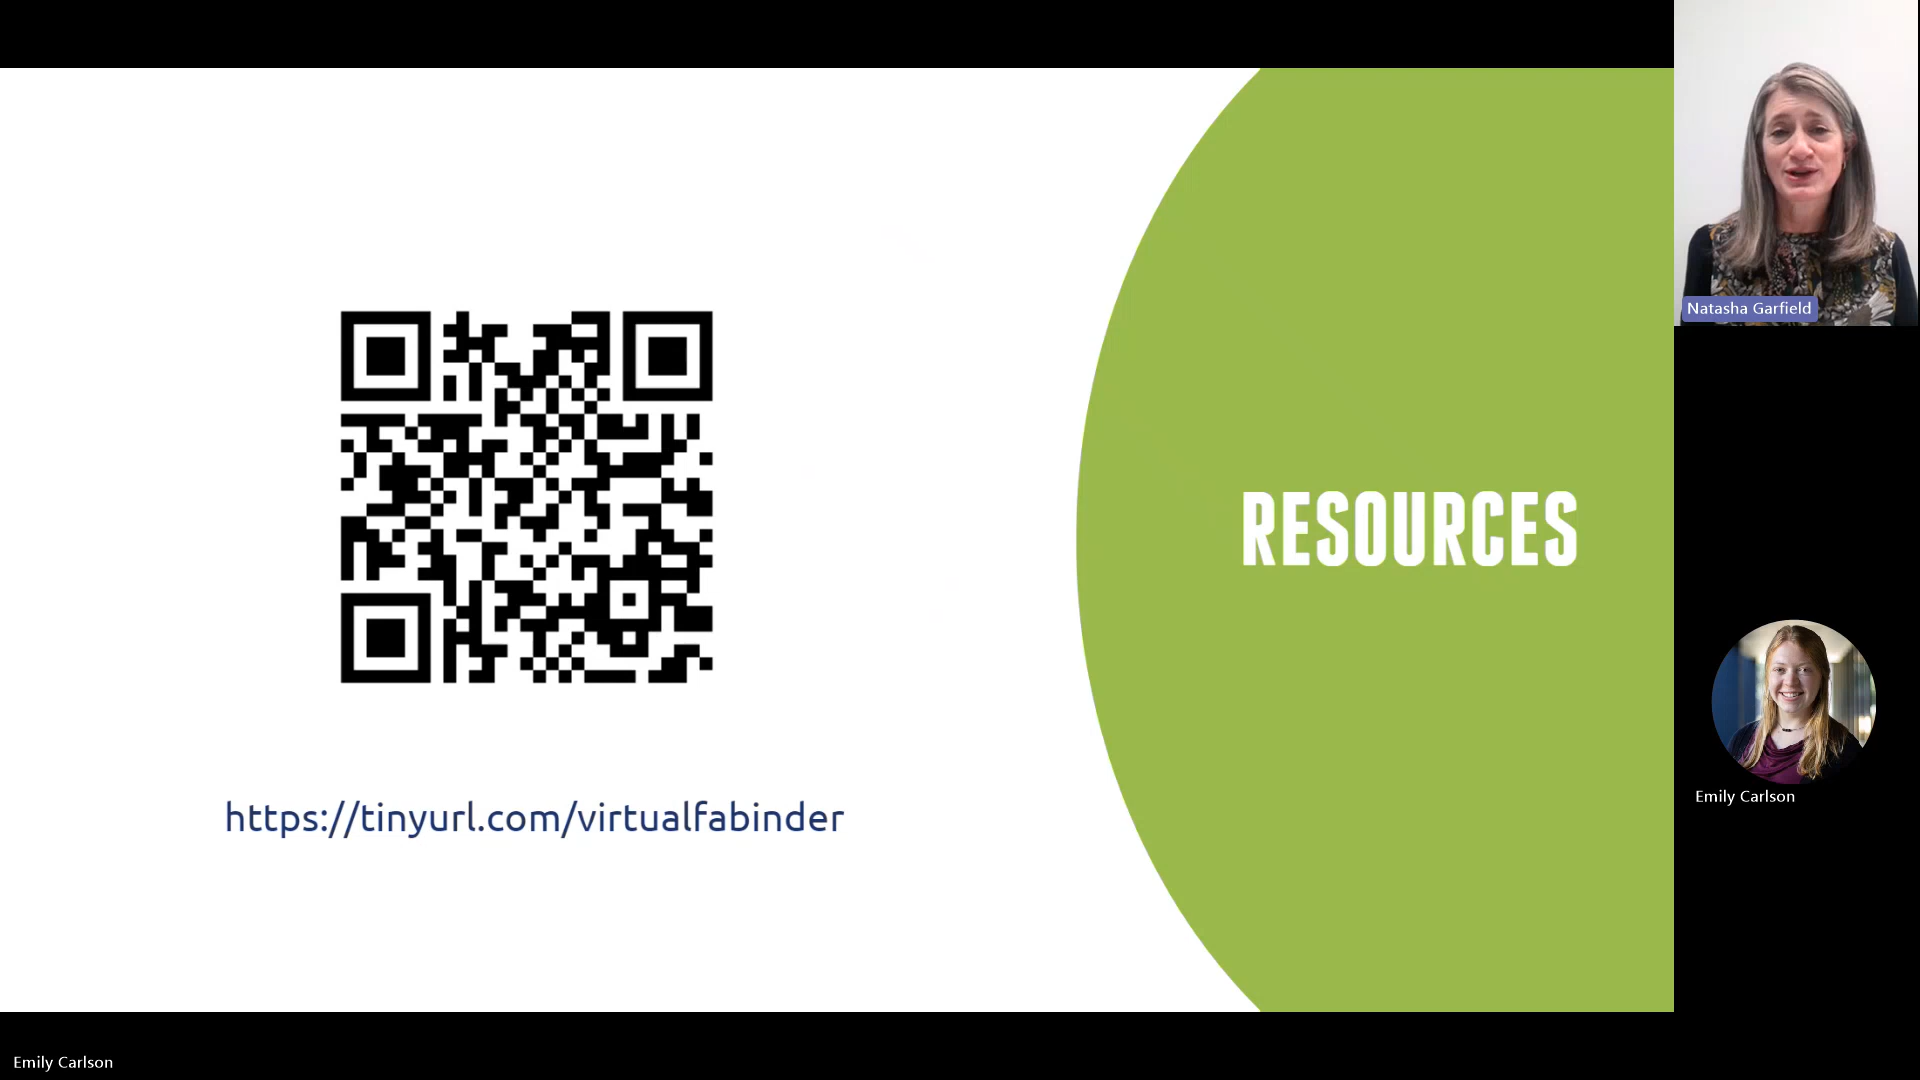 Natasha Garfield
RESOURCES
https://tinyurl.com/virtualfabinder
Emily Carlson
Emily Carlson